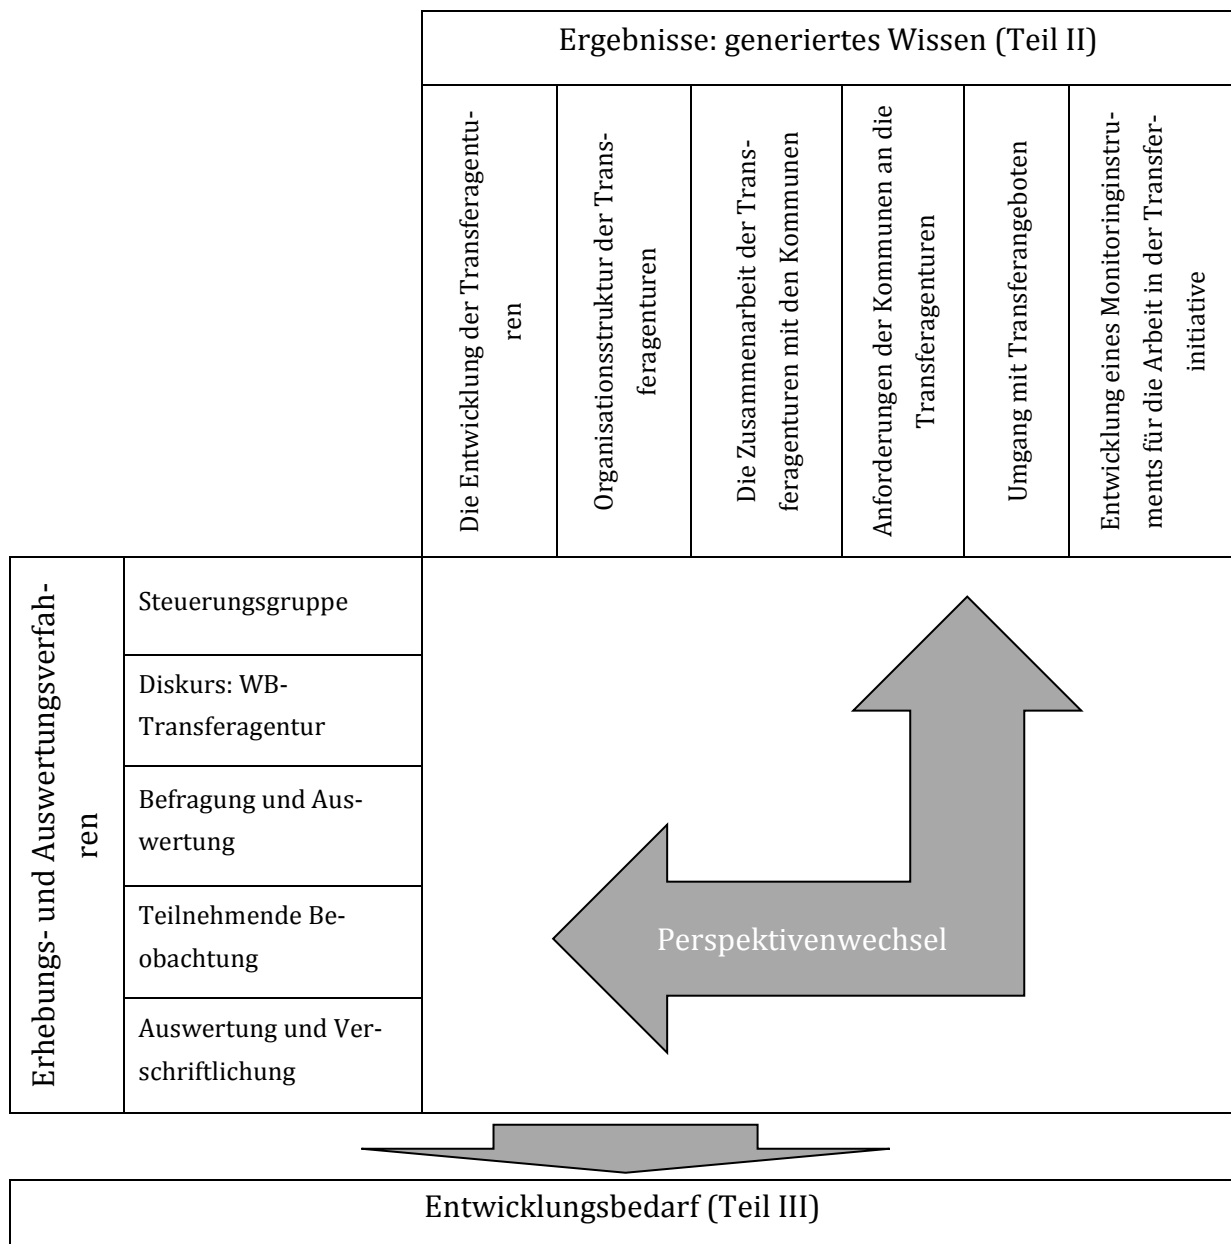 Ergebnisse: generiertes Wissen (Teil II)
Die Entwicklung der Transferagentu-
ren
Organisationsstruktur der Trans-
feragenturen
Die Zusammenarbeit der Trans-
feragenturen mit den Kommunen
Anforderungen der Kommunen an die
Transferagenturen
Umgang mit Transferangeboten
Entwicklung eines Monitoringinstru-
ments für die Arbeit in der Transfer-
initiative
Erhebungs- und Auswertungsverfah-
ren
Steuerungsgruppe
Diskurs: WB-
Transferagentur
Befragung und Aus-
wertung
Teilnehmende Be-
obachtung
Auswertung und Ver-
schriftlichung
Perspektivenwechsel
Entwicklungsbedarf (Teil III)